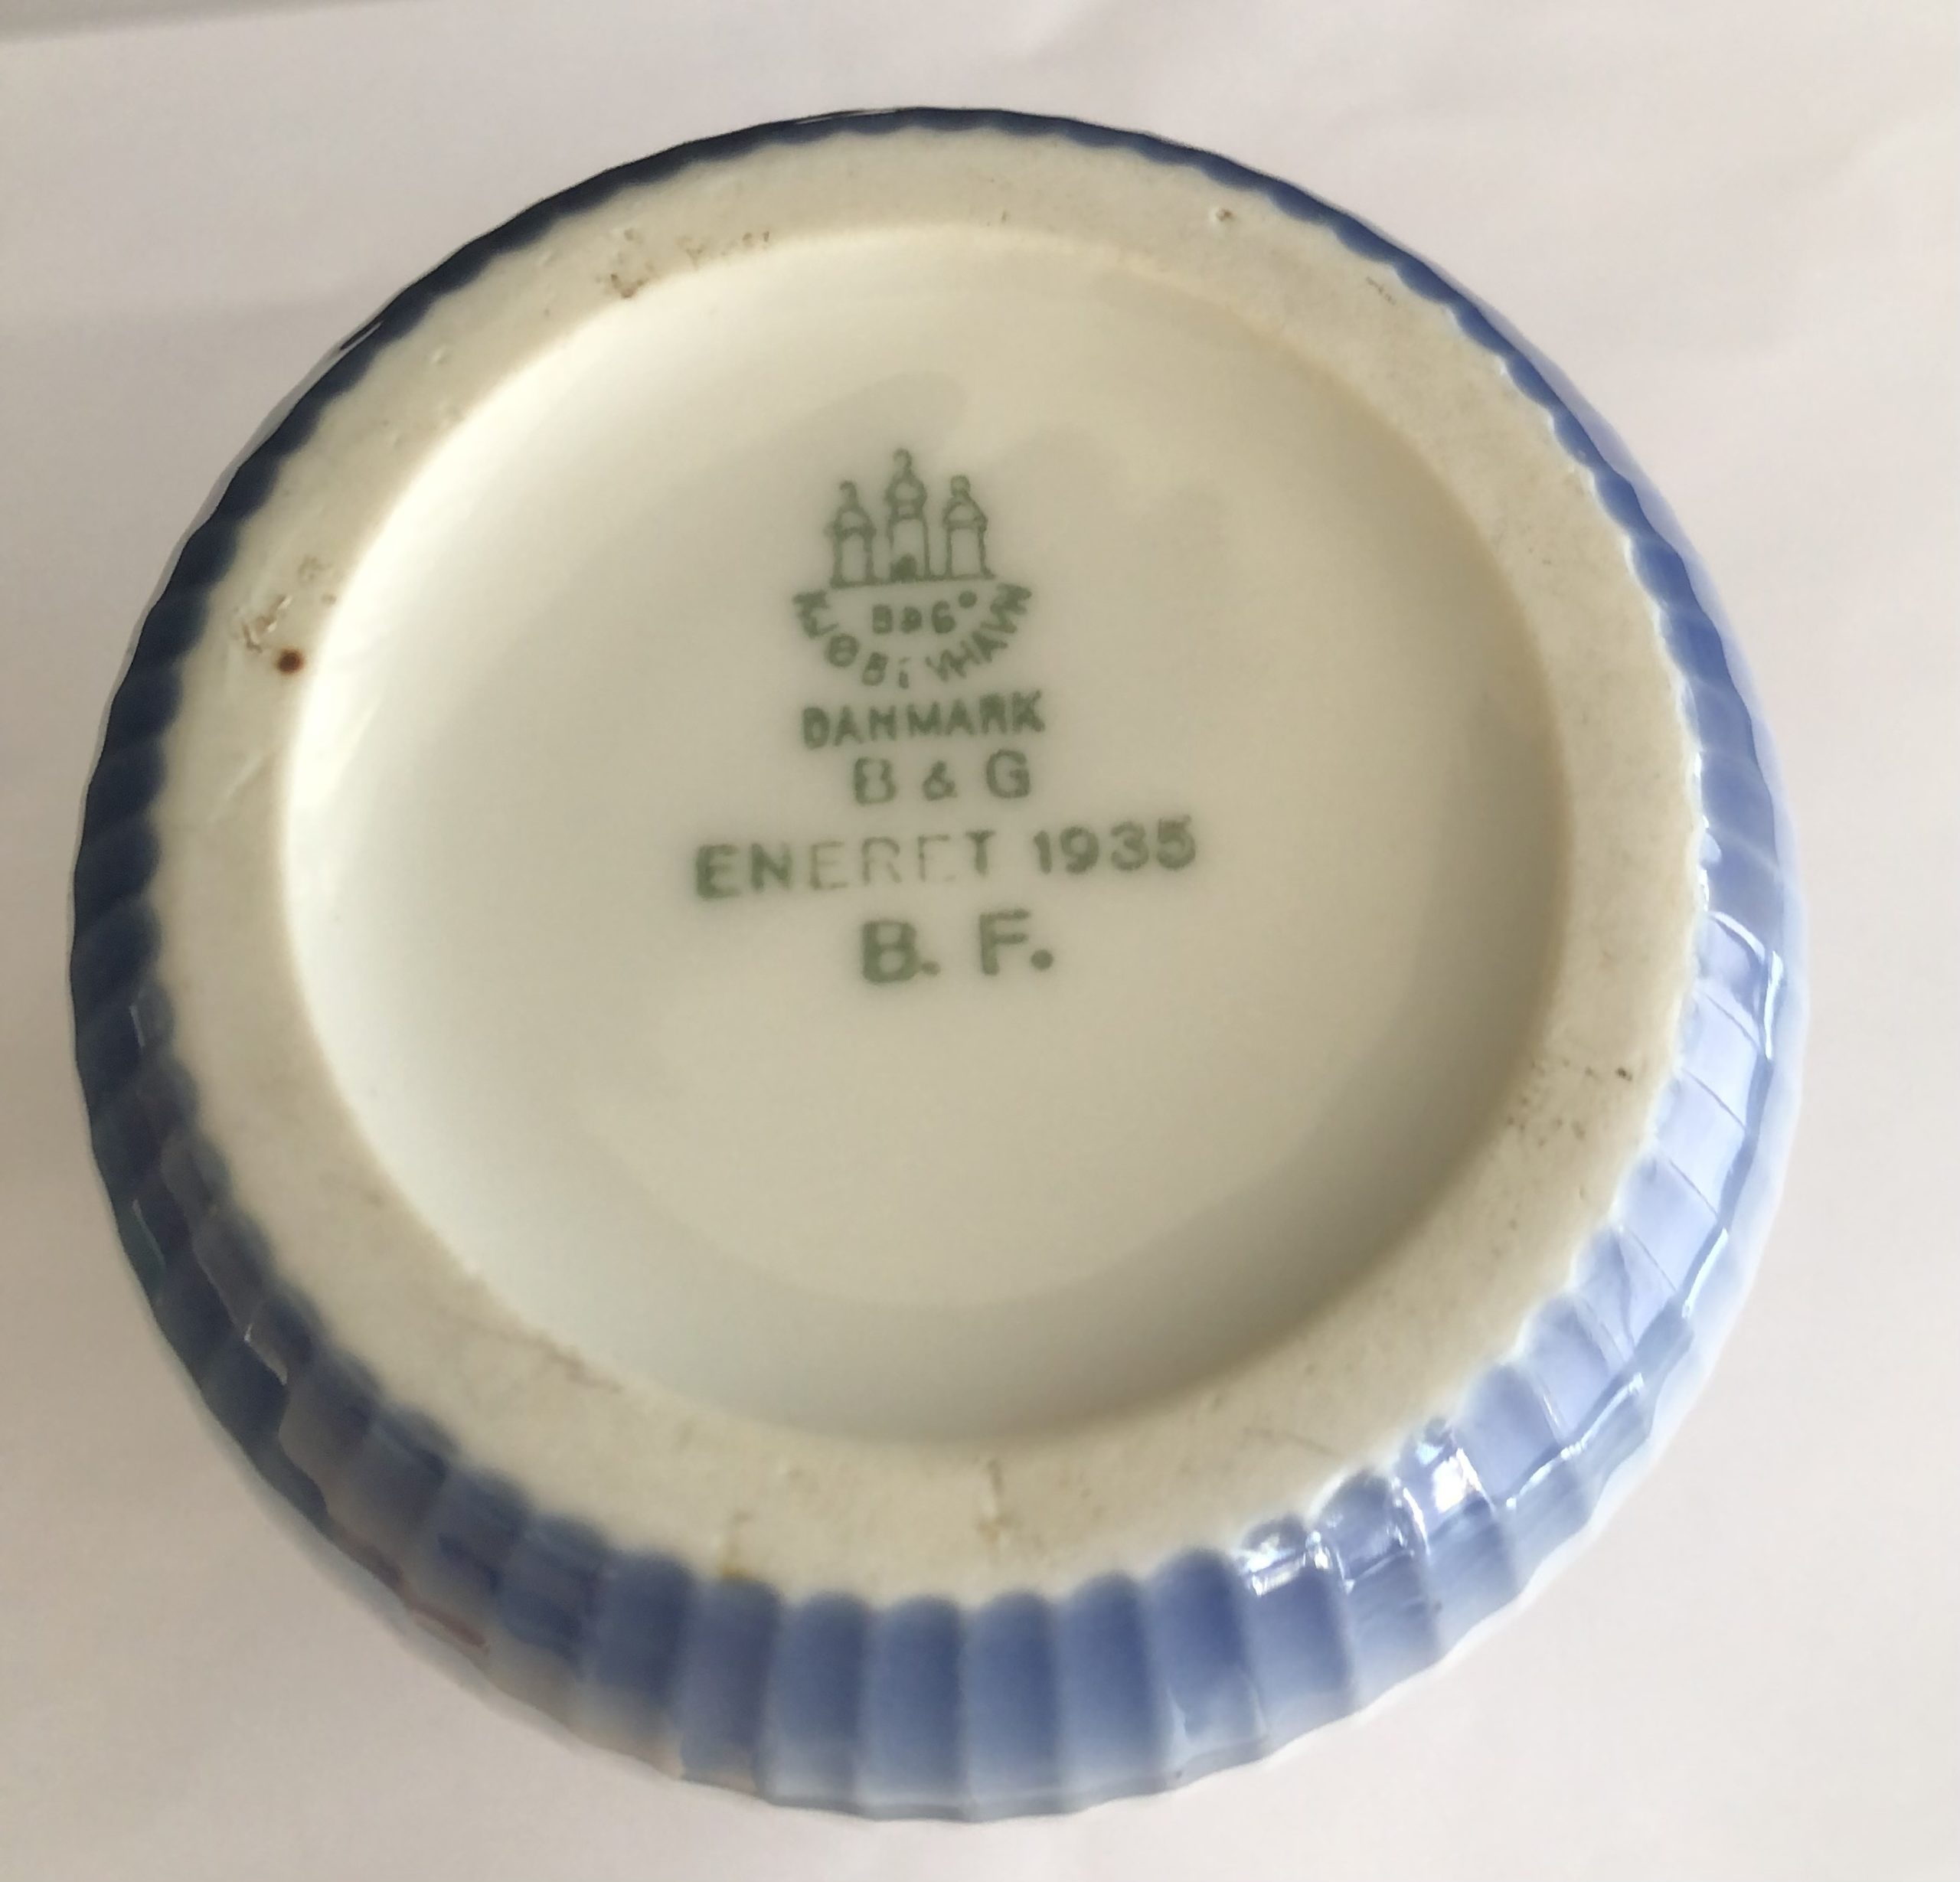 B&G
KJØBENHAVN
DANMARK
B & G
ENERET 1935
B. F.